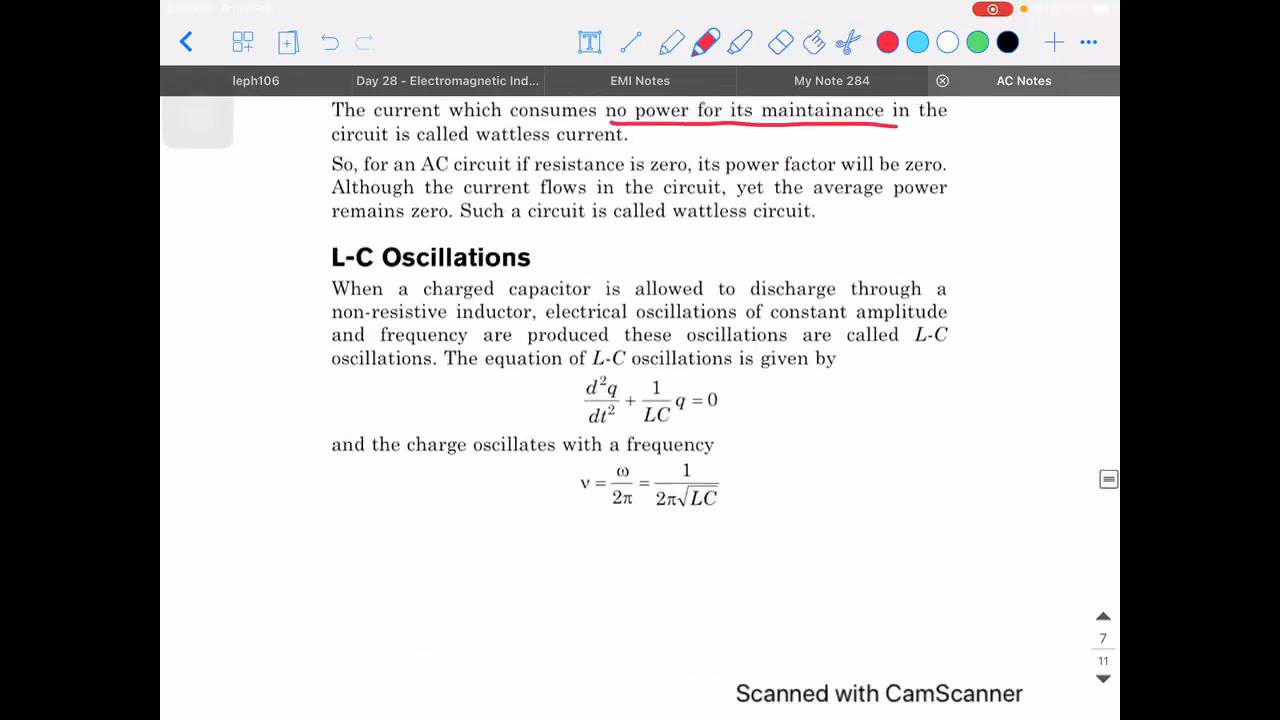 leph106
Day 28 - Electromagnetic Ind...
EMI Notes
My Note 284
AC Notes
The current which consumes no power for its maintainance in the
circuit is called wattless current.
So, for an AC circuit if resistance is zero, its power factor will be zero.
Although the current flows in the circuit, yet the average power
remains zero. Such a circuit is called wattless circuit.
L-C Oscillations
When a charged capacitor is allowed to discharge through a
non-resistive inductor, electrical oscillations of constant amplitude
and frequency are produced these oscillations are called L-C
oscillations. The equation of L-C oscillations is given by
d²q/dt² + 1/LC q = 0
and the charge oscillates with a frequency
ν = ω/2π = 1/2π√LC
7
11
Scanned with CamScanner